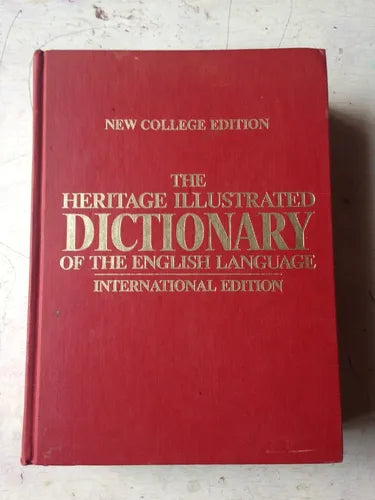 NEW COLLEGE EDITION
THE
HERITAGE ILLUSTRATED
DICTIONARY
OF THE ENGLISH LANGUAGE
INTERNATIONAL EDITION